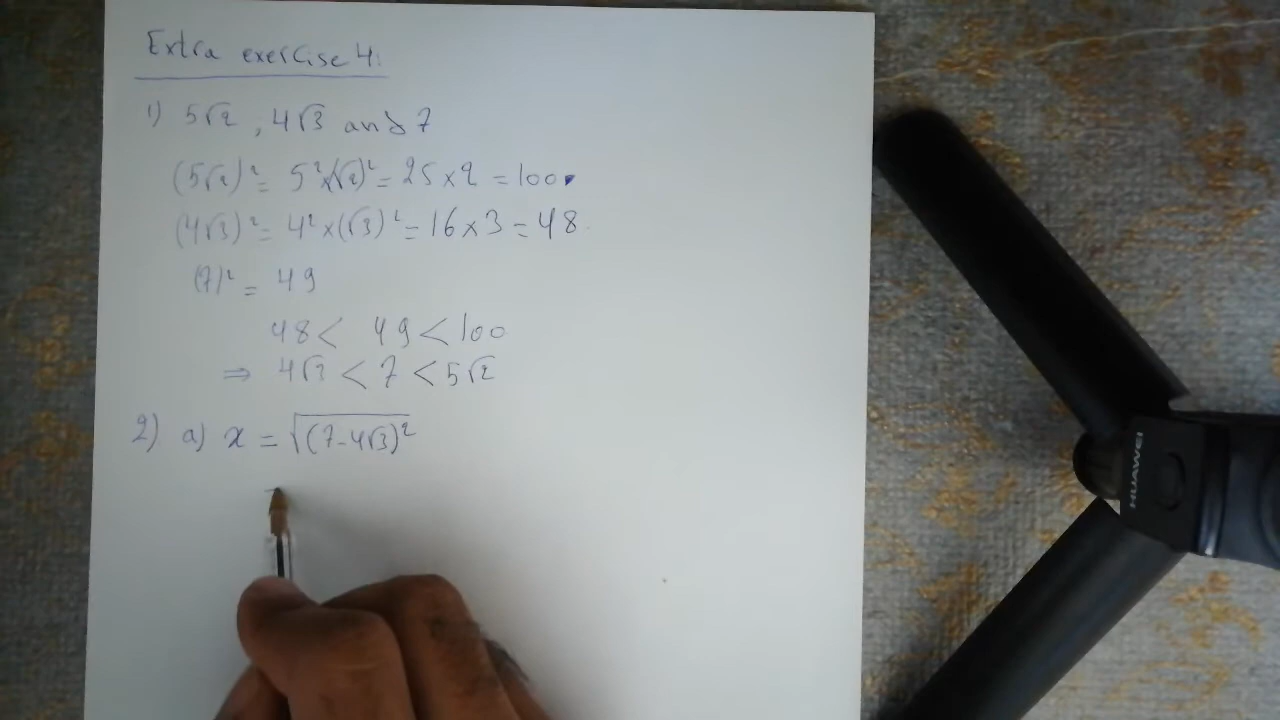 Extra exercise 4:
1) 5√2 , 4√3 and 7
(5√2)² = 5²×(√2)² = 25 × 2 = 100
(4√3)² = 4² × (√3)² = 16 × 3 = 48
(7)² = 49
48 < 49 < 100
⇒ 4√3 < 7 < 5√2
2) a) x = √(7-4√3)²
HUAWEI